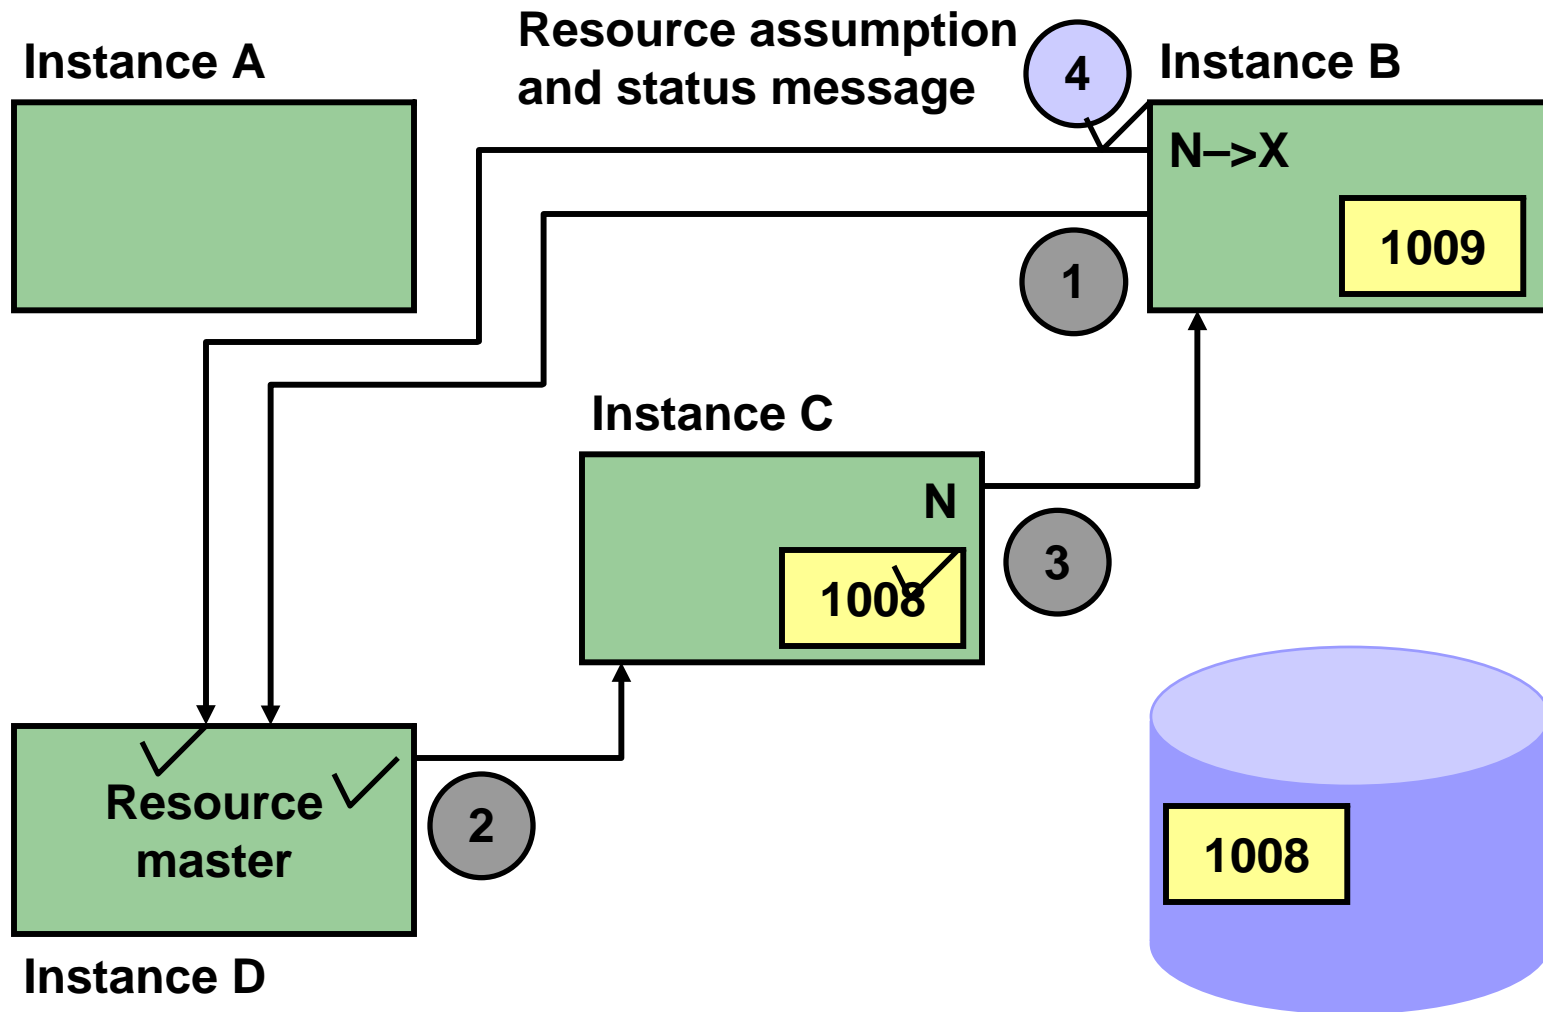 Instance A
Resource assumption
and status message
4
Instance B
N–>X
1009
1
Instance C
N
1008
3
Resource
master
2
1008
Instance D